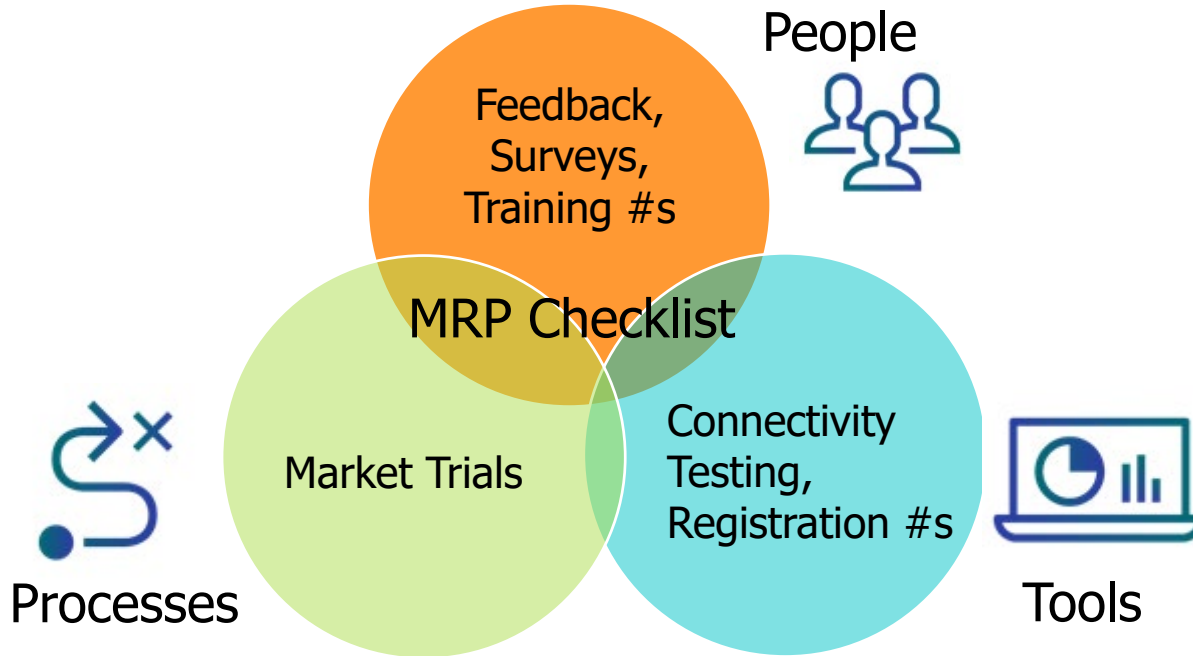 People
Feedback,
Surveys,
Training #s
MRP Checklist
Market Trials
Connectivity
Testing,
Registration #s
Processes
Tools